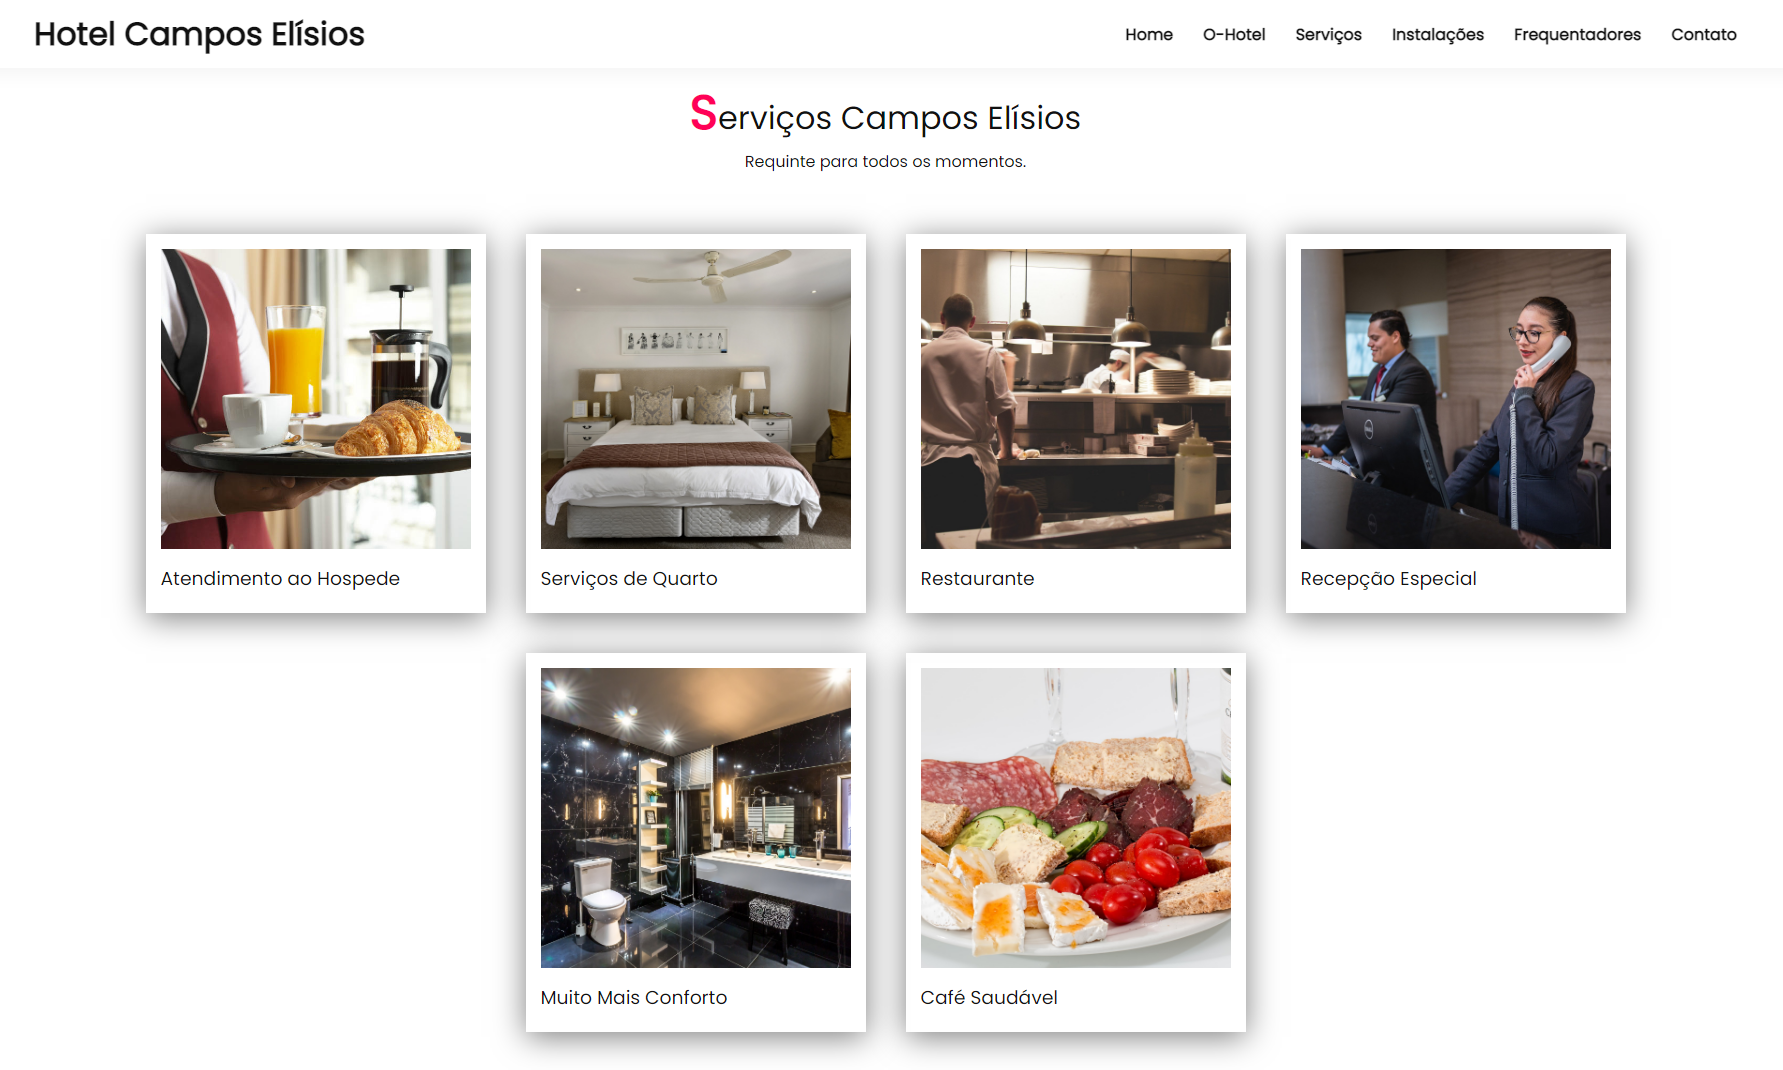 Hotel Campos Elísios
Home O-Hotel Serviços Instalações Frequentadores Contato
Serviços Campos Elísios
Requinte para todos os momentos.
Atendimento ao Hospede
Serviços de Quarto
Restaurante
Recepção Especial
Muito Mais Conforto
Café Saudável